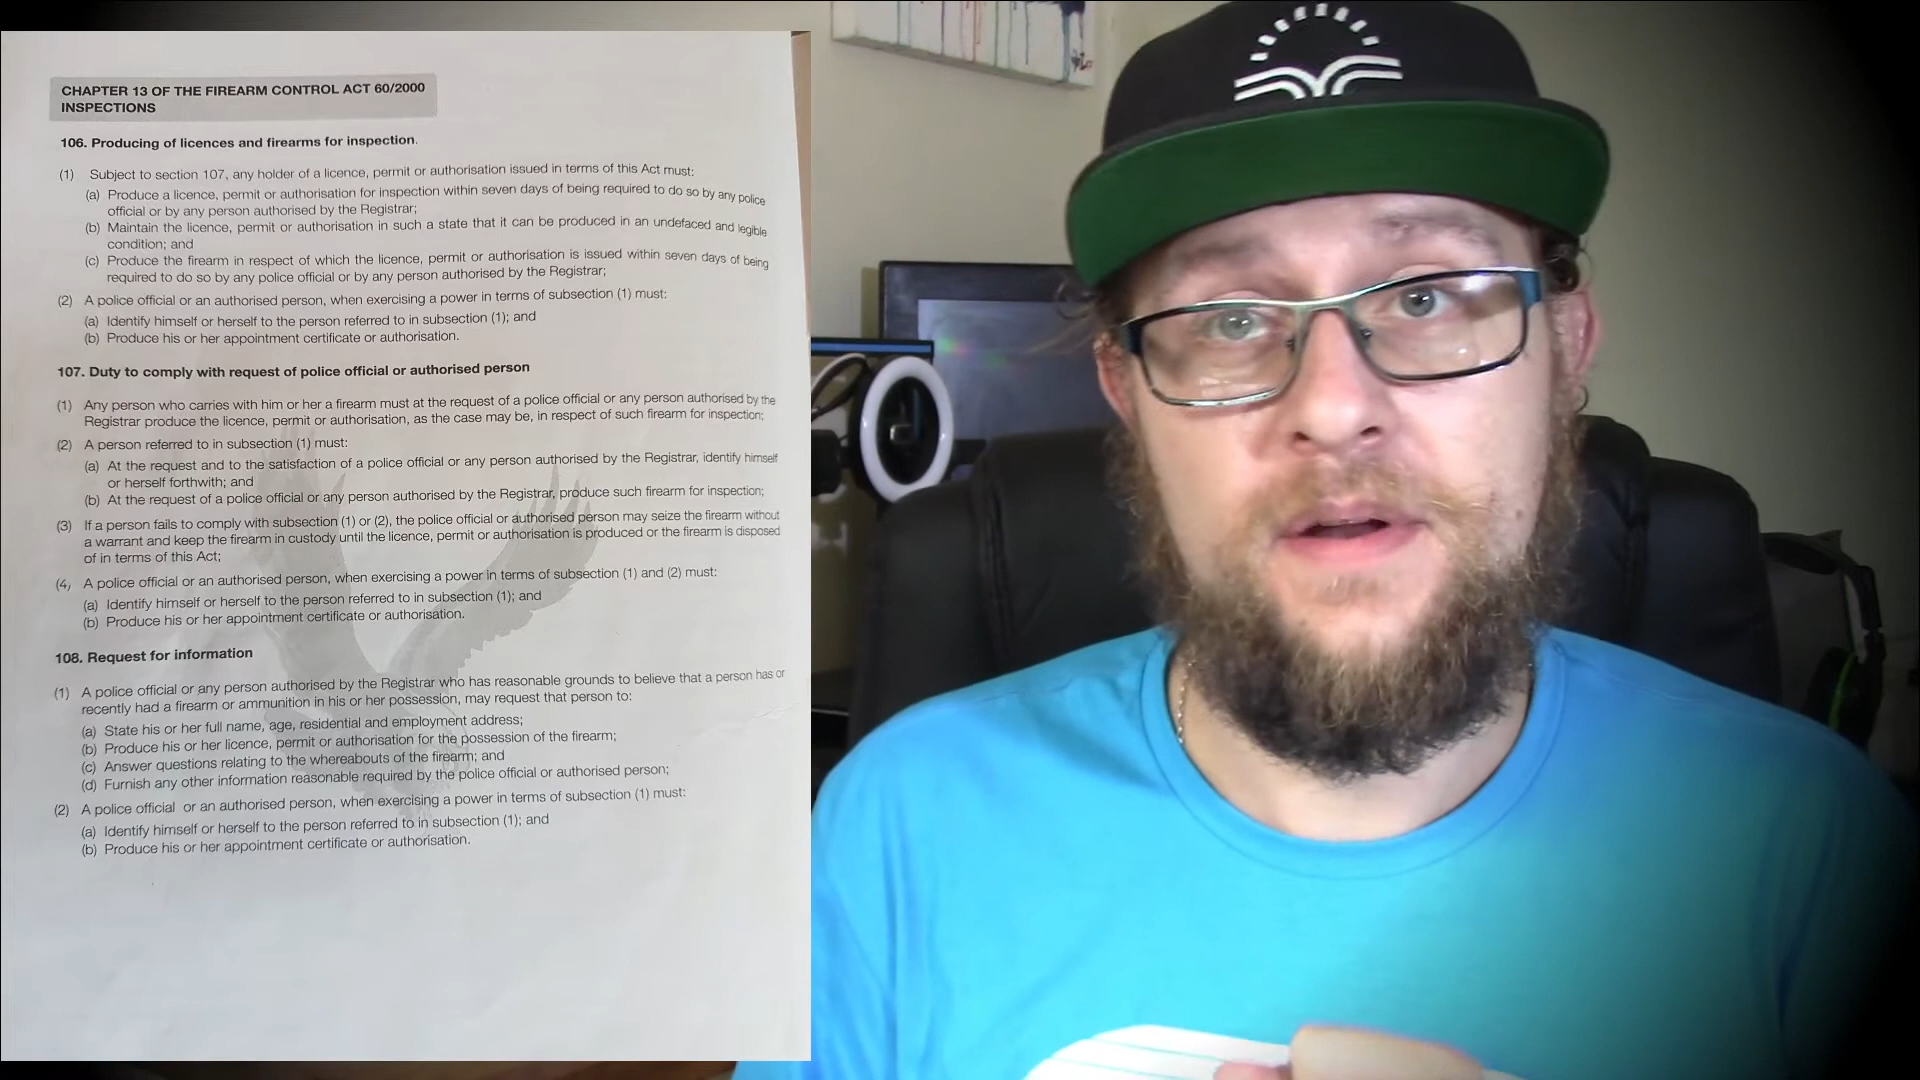 CHAPTER 13 OF THE FIREARM CONTROL ACT 60/2000
INSPECTIONS
106. Producing of licences and firearms for inspection.
(1) Subject to section 107, any holder of a licence, permit or authorisation issued in terms of this Act must:
(a) Produce a licence, permit or authorisation for inspection within seven days of being required to do so by any police
official or by any person authorised by the Registrar;
(b) Maintain the licence, permit or authorisation in such a state that it can be produced in an undefaced and legible
condition; and
(c) Produce the firearm in respect of which the licence, permit or authorisation is issued within seven days of being
required to do so by any police official or by any person authorised by the Registrar;
(2) A police official or an authorised person, when exercising a power in terms of subsection (1) must:
(a) Identify himself or herself to the person referred to in subsection (1); and
(b) Produce his or her appointment certificate or authorisation.
107. Duty to comply with request of police official or authorised person
(1) Any person who carries with him or her a firearm must at the request of a police official or any person authorised by the
Registrar produce the licence, permit or authorisation, as the case may be, in respect of such firearm for inspection;
(2) A person referred to in subsection (1) must:
(a) At the request and to the satisfaction of a police official or any person authorised by the Registrar, identify himself
or herself forthwith; and
(b) At the request of a police official or any person authorised by the Registrar, produce such firearm for inspection;
(3) If a person fails to comply with subsection (1) or (2), the police official or authorised person may seize the firearm without
a warrant and keep the firearm in custody until the licence, permit or authorisation is produced or the firearm is disposed
of in terms of this Act;
(4, A police official or an authorised person, when exercising a power in terms of subsection (1) and (2) must:
(a) Identify himself or herself to the person referred to in subsection (1); and
(b) Produce his or her appointment certificate or authorisation.
108. Request for information
(1) A police official or any person authorised by the Registrar who has reasonable grounds to believe that a person has or
recently had a firearm or ammunition in his or her possession, may request that person to:
(a) State his or her full name, age, residential and employment address;
(b) Produce his or her licence, permit or authorisation for the possession of the firearm;
(c) Answer questions relating to the whereabouts of the firearm; and
(d) Furnish any other information reasonable required by the police official or authorised person;
(2) A police official or an authorised person, when exercising a power in terms of subsection (1) must:
(a) Identify himself or herself to the person referred to in subsection (1); and
(b) Produce his or her appointment certificate or authorisation.